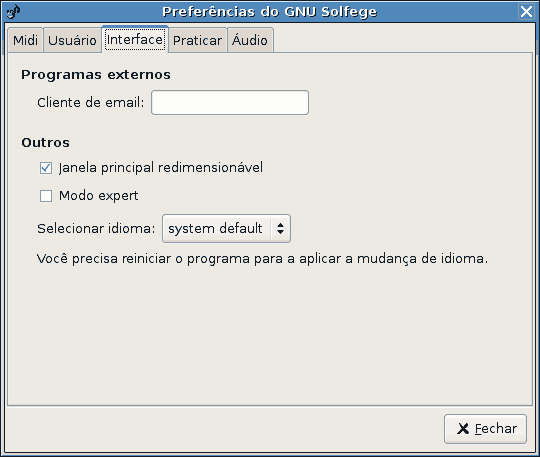 Preferências do GNU Solfege
Midi Usuário Interface Praticar Áudio
Programas externos
Cliente de email:
Outros
Janela principal redimensionável
Modo expert
Selecionar idioma: system default
Você precisa reiniciar o programa para a aplicar a mudança de idioma.
Fechar